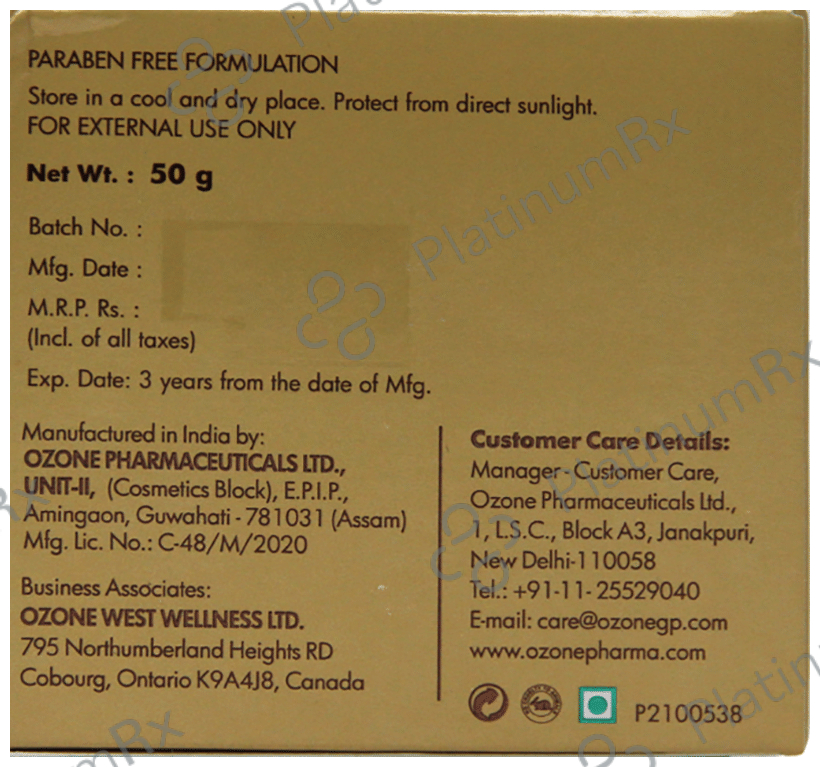 PARABEN FREE FORMULATION
Store in a cool and dry place. Protect from direct sunlight.
FOR EXTERNAL USE ONLY
Net Wt. : 50 g
Batch No. :
Mfg. Date :
M.R.P. Rs. :
(Incl. of all taxes)
Exp. Date: 3 years from the date of Mfg.
Manufactured in India by:
OZONE PHARMACEUTICALS LTD.,
UNIT-II, (Cosmetics Block), E.P.I.P.,
Amingaon, Guwahati - 781031 (Assam)
Mfg. Lic. No.: C-48/M/2020
Business Associates:
OZONE WEST WELLNESS LTD.
795 Northumberland Heights RD
Cobourg, Ontario K9A4J8, Canada
Customer Care Details:
Manager - Customer Care,
Ozone Pharmaceuticals Ltd.,
1, L.S.C., Block A3, Janakpuri,
New Delhi-110058
Tel.: +91-11- 25529040
E-mail: care@ozonegp.com
www.ozonepharma.com
P2100538
PlatinumRx
PlatinumRx